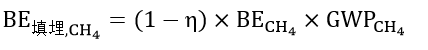 BE填埋,CH₄ = (1 − η) × BECH₄ × GWPCH₄